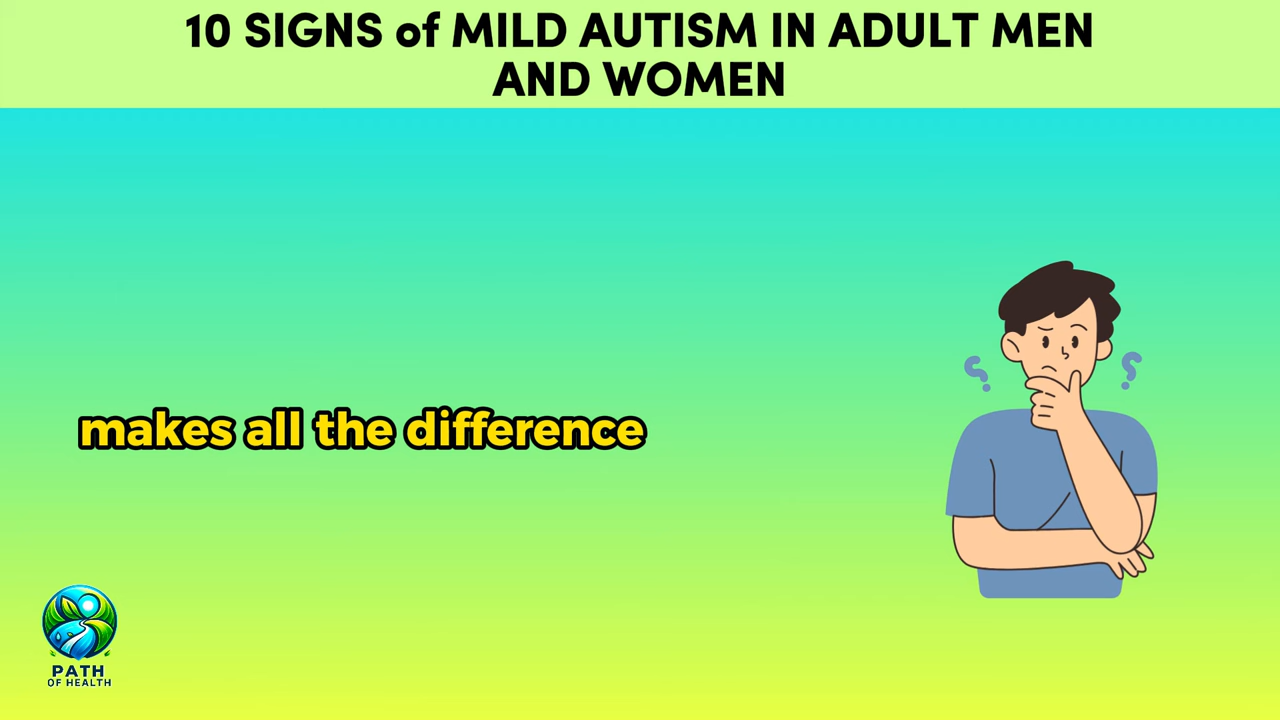 10 SIGNS of MILD AUTISM IN ADULT MEN
AND WOMEN
makes all the difference
PATH
OF HEALTH